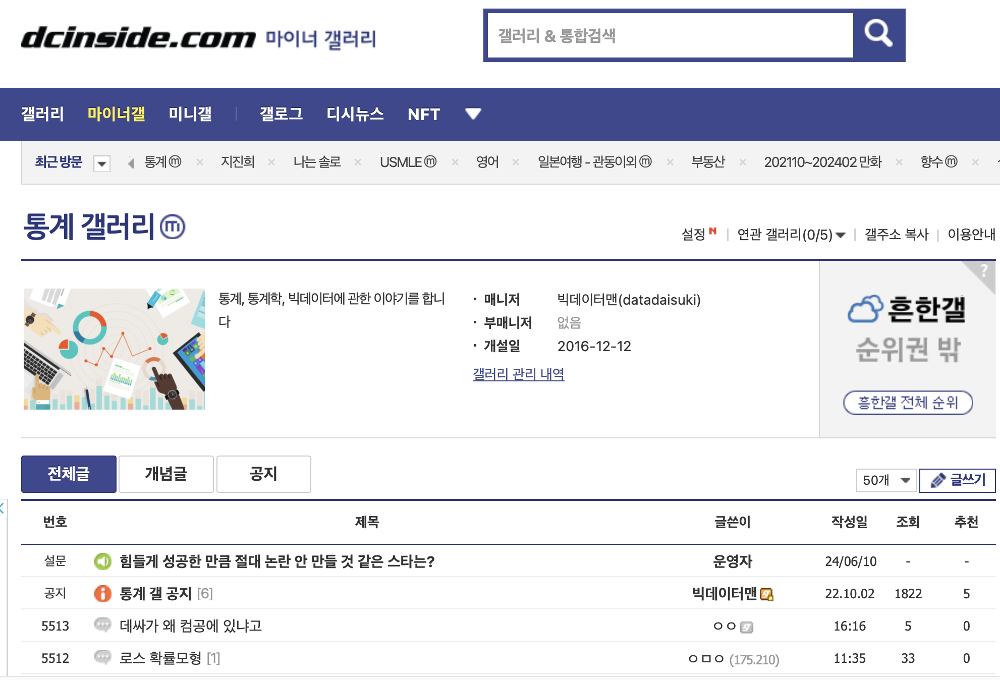 dcinside.com 마이너 갤러리
갤러리 & 통합검색
갤러리 마이너갤 미니갤 갤로그 디시뉴스 NFT
최근 방문 통계ⓜ × 지진희 × 나는 솔로 × USMLEⓜ × 영어 × 일본여행 - 관동이외ⓜ × 부동산 × 202110~202402 만화 × 향수ⓜ ×
통계 갤러리ⓜ
설정 N | 연관 갤러리(0/5) | 갤주소 복사 | 이용안내
통계, 통계학, 빅데이터에 관한 이야기를 합니
다
· 매니저 빅데이터맨(datadaisuki)
· 부매니저 없음
· 개설일 2016-12-12
갤러리 관리 내역
?
흔한갤
순위권 밖
흥한갤 전체 순위
전체글 개념글 공지
50개 글쓰기
번호 제목 글쓴이 작성일 조회 추천
설문 힘들게 성공한 만큼 절대 논란 안 만들 것 같은 스타는? 운영자 24/06/10 - -
공지 통계 갤 공지 [6] 빅데이터맨 22.10.02 1822 5
5513 데싸가 왜 컴공에 있냐고 ㅇㅇ 16:16 5 0
5512 로스 확률모형 [1] ㅇㅁㅇ (175.210) 11:35 33 0